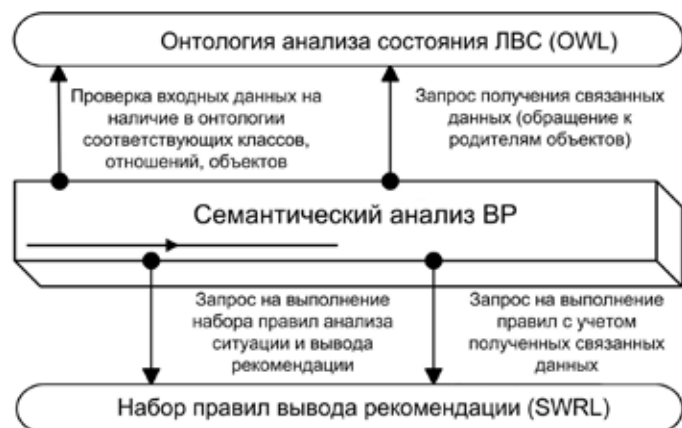 Онтология анализа состояния ЛВС (OWL)
Проверка входных данных на
наличие в онтологии
соответствующих классов,
отношений, объектов
Запрос получения связанных
данных (обращение к
родителям объектов)
Семантический анализ ВР
Запрос на выполнение
набора правил анализа
ситуации и вывода
рекомендации
Запрос на выполнение
правил с учетом
полученных связанных
данных
Набор правил вывода рекомендации (SWRL)